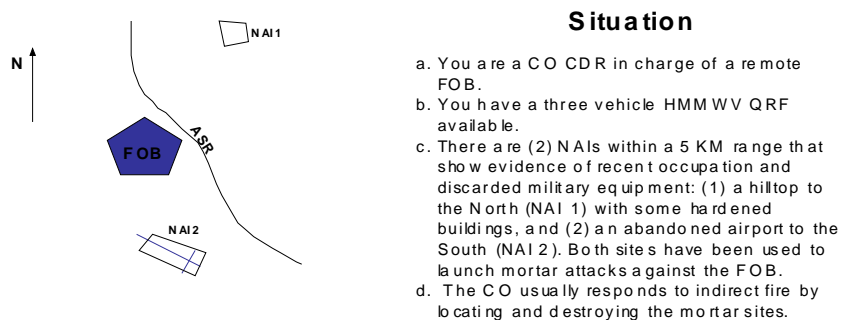 Situation
NAI1
N
ASR
FOB
NAI2
a. You are a CO CDR in charge of a remote
FOB.
b. You have a three vehicle HMMWV QRF
available.
c. There are (2) NAIs within a 5 KM range that
show evidence of recent occupation and
discarded military equipment: (1) a hilltop to
the North (NAI 1) with some hardened
buildings, and (2) an abandoned airport to the
South (NAI 2). Both sites have been used to
launch mortar attacks against the FOB.
d. The CO usually responds to indirect fire by
locating and destroying the mortar sites.